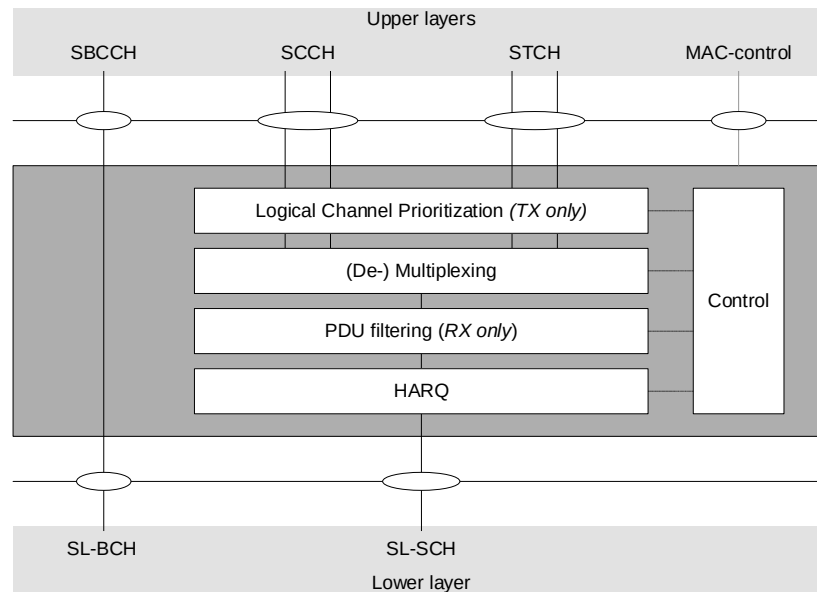 Upper layers
SBCCH SCCH STCH MAC-control
Logical Channel Prioritization (TX only)
(De-) Multiplexing
Control
PDU filtering (RX only)
HARQ
SL-BCH SL-SCH
Lower layer